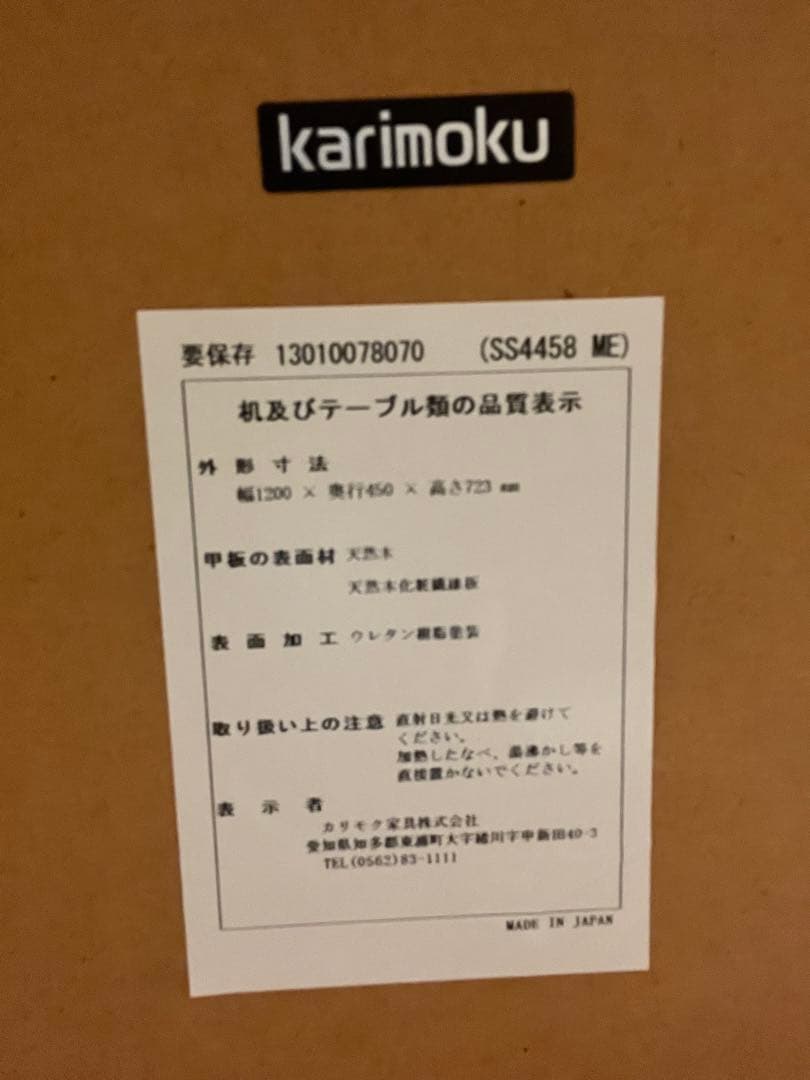 karimoku
要保存 13010078070 (SS4458 ME)
机及びテーブル類の品質表示
外形寸法
幅1200 × 奥行450 × 高さ723 mm
甲板の表面材 天然木
天然木化粧繊維板
表面加工 ウレタン樹脂塗装
取り扱い上の注意 直射日光又は熱を避けて
ください。
加熱したなべ、湯沸かし等を
直接置かないでください。
表示者
カリモク家具株式会社
愛知県知多郡東浦町大字緒川字申新田40-3
TEL(0562)83-1111
MADE IN JAPAN